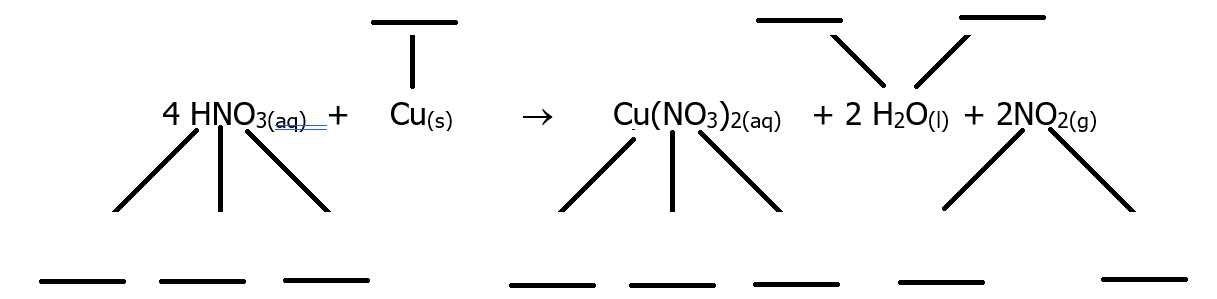 4 HNO₃₍ₐq₎ + Cu₍ₛ₎ → Cu(NO₃)₂₍ₐq₎ + 2 H₂O₍ₗ₎ + 2NO₂₍g₎